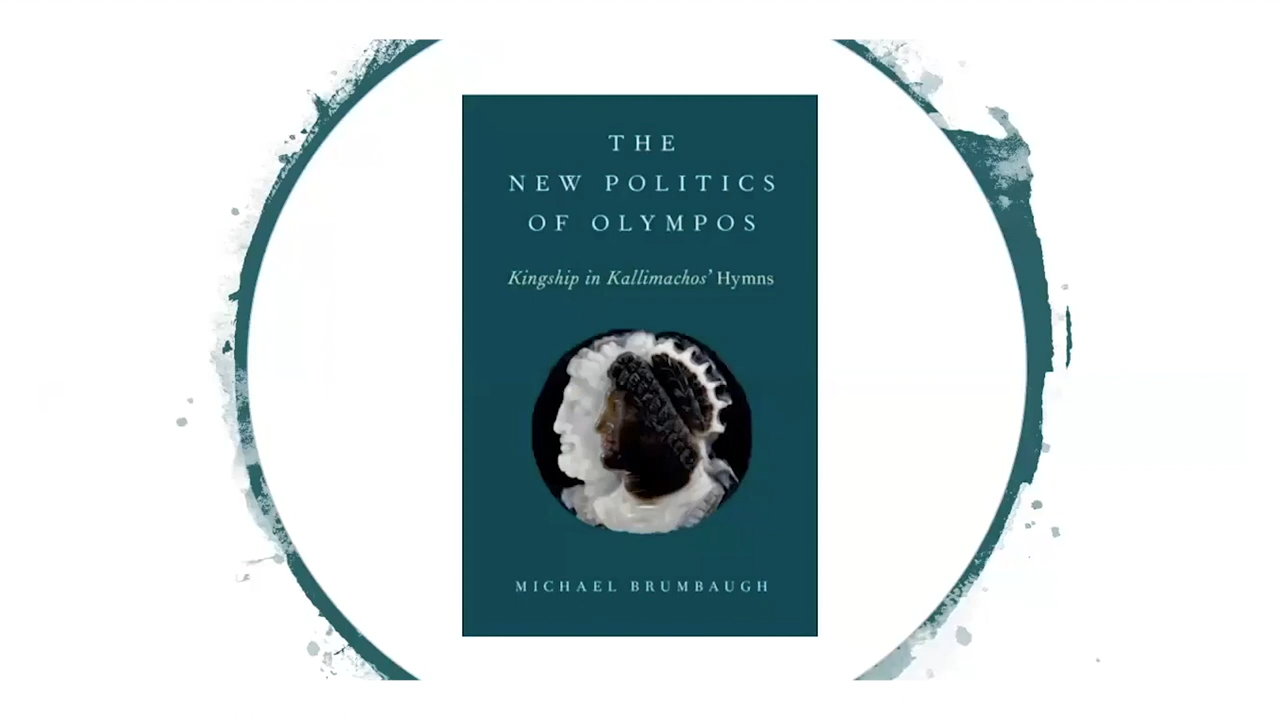 THE
NEW POLITICS
OF OLYMPOS
Kingship in Kallimachos’ Hymns
MICHAEL BRUMBAUGH